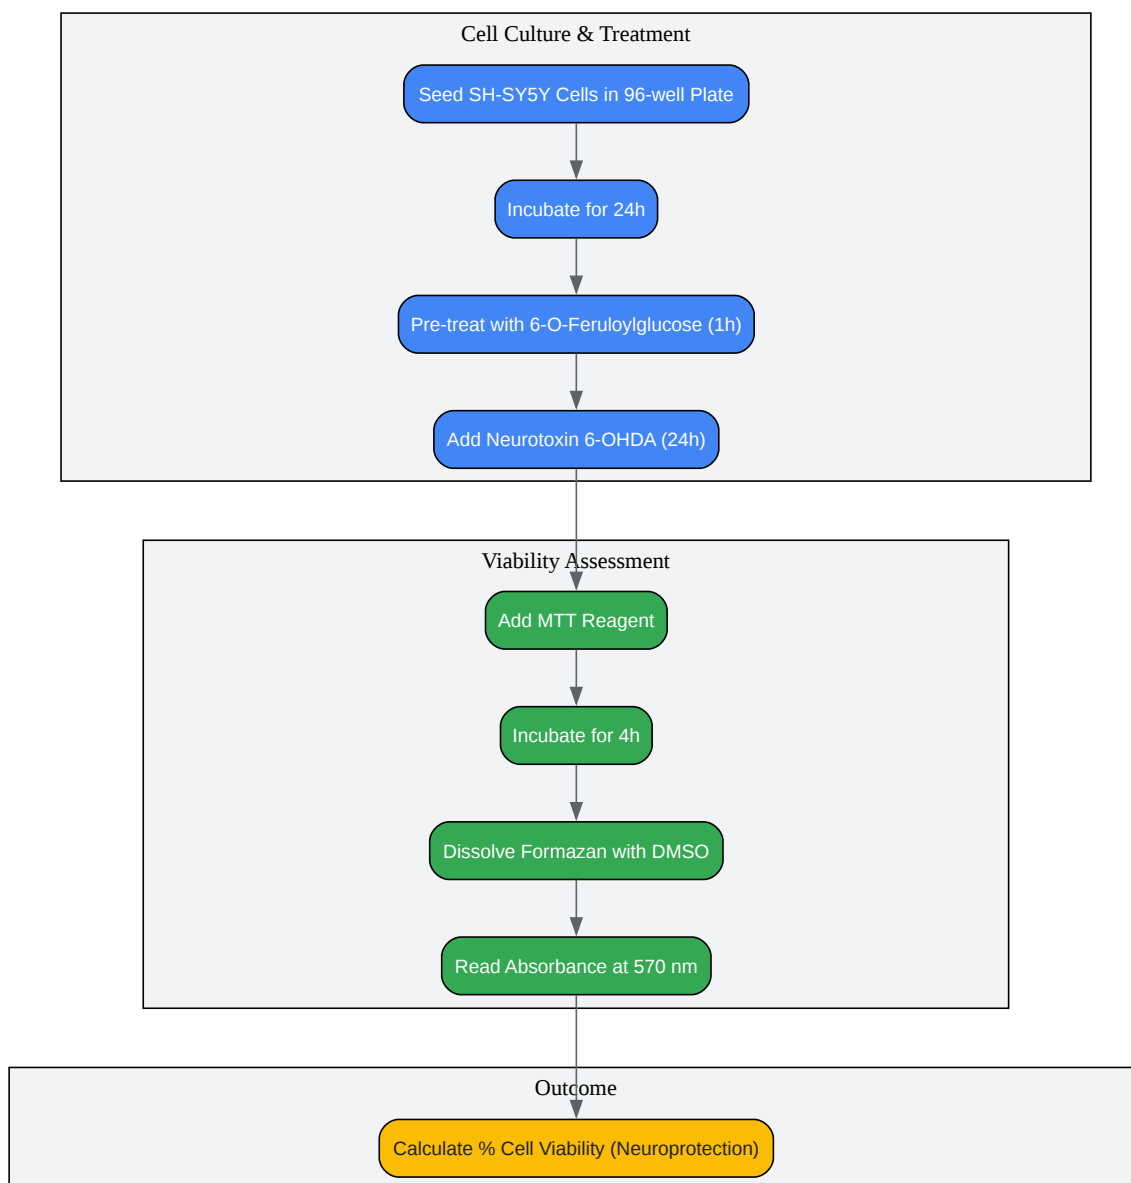 Cell Culture & Treatment
Seed SH-SY5Y Cells in 96-well Plate
Incubate for 24h
Pre-treat with 6-O-Feruloylglucose (1h)
Add Neurotoxin 6-OHDA (24h)
Viability Assessment
Add MTT Reagent
Incubate for 4h
Dissolve Formazan with DMSO
Read Absorbance at 570 nm
Outcome
Calculate % Cell Viability (Neuroprotection)